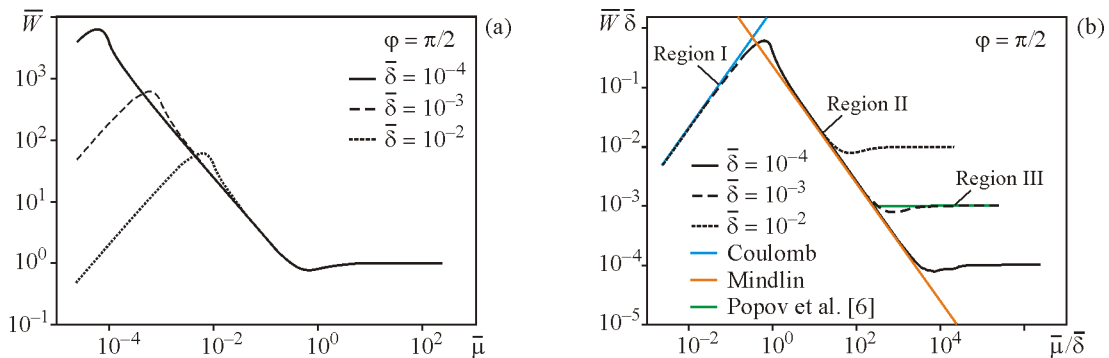 W̅
(a)
φ = π/2
δ̅ = 10⁻⁴
δ̅ = 10⁻³
δ̅ = 10⁻²
10³
10²
10¹
10⁰
10⁻¹
10⁻⁴
10⁻²
10⁰
10²
μ̅
W̅ δ̅
(b)
φ = π/2
Region I
Region II
Region III
10⁻¹
10⁻²
10⁻³
10⁻⁴
10⁻⁵
δ̅ = 10⁻⁴
δ̅ = 10⁻³
δ̅ = 10⁻²
Coulomb
Mindlin
Popov et al. [6]
10⁻²
10⁰
10²
10⁴
μ̅/δ̅